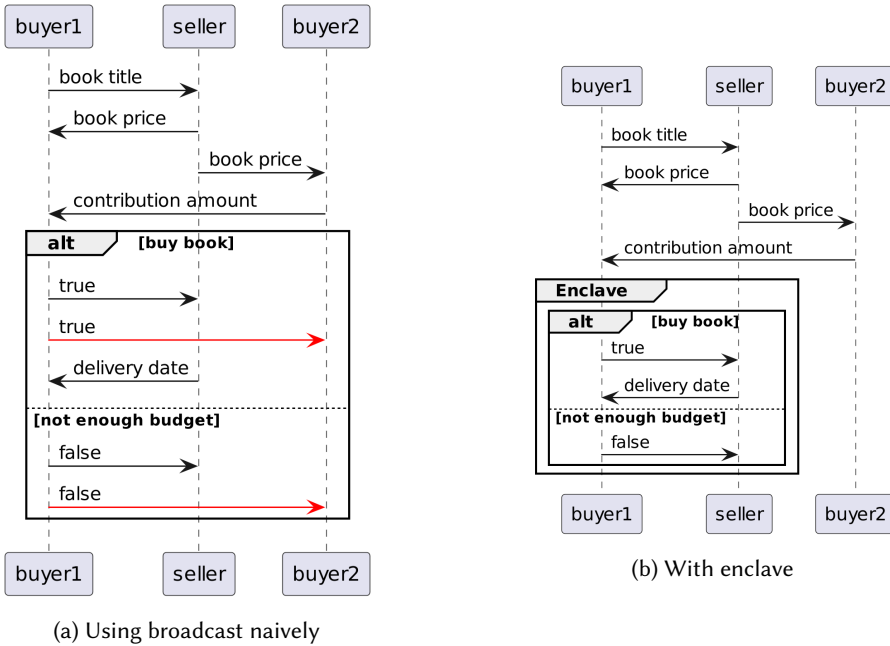 buyer1 seller buyer2
book title
book price
book price
contribution amount
alt [buy book]
true
true
delivery date
[not enough budget]
false
false
buyer1 seller buyer2
(a) Using broadcast naively
buyer1 seller buyer2
book title
book price
book price
contribution amount
Enclave
alt [buy book]
true
delivery date
[not enough budget]
false
buyer1 seller buyer2
(b) With enclave